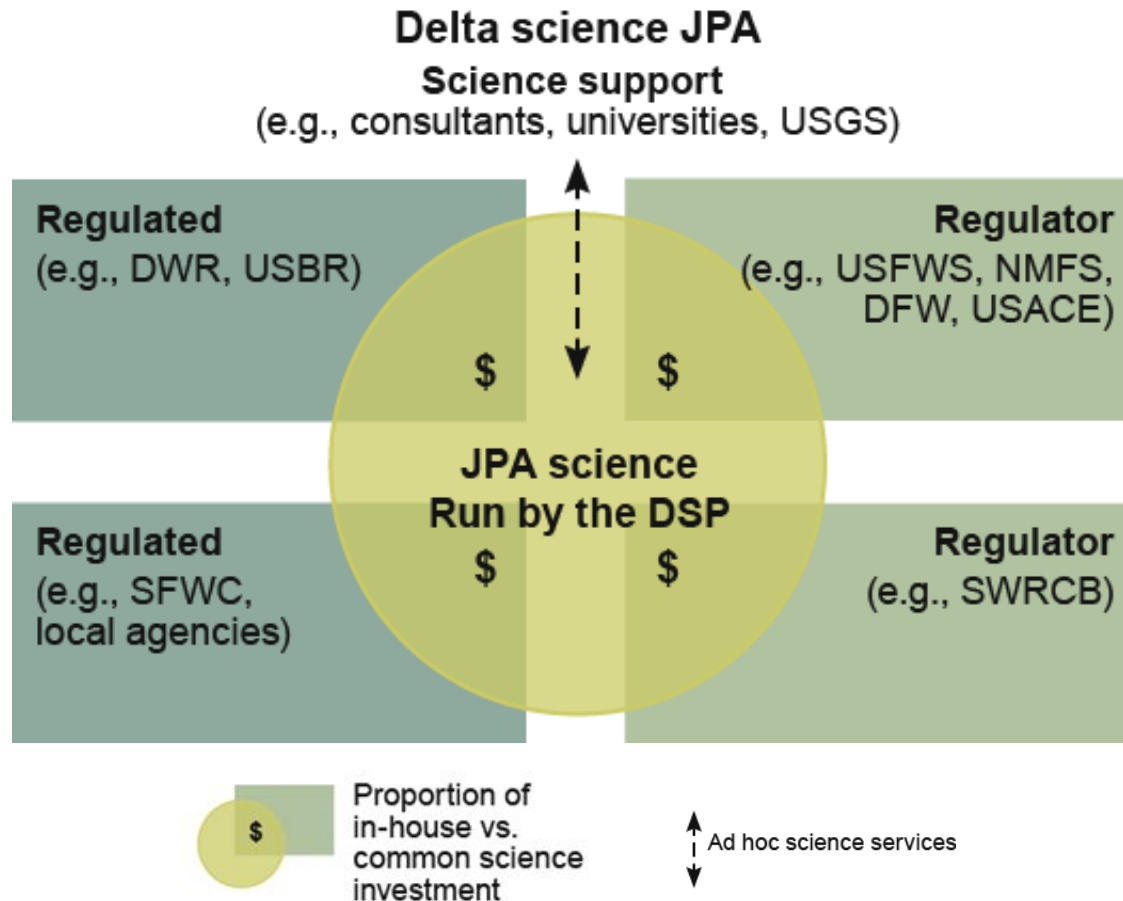 Delta science JPA
Science support
(e.g., consultants, universities, USGS)
Regulated
(e.g., DWR, USBR)
Regulator
(e.g., USFWS, NMFS,
DFW, USACE)
$
$
JPA science
Run by the DSP
Regulated
(e.g., SFWC,
local agencies)
$
$
Regulator
(e.g., SWRCB)
$
Proportion of
in-house vs.
common science
investment
Ad hoc science services